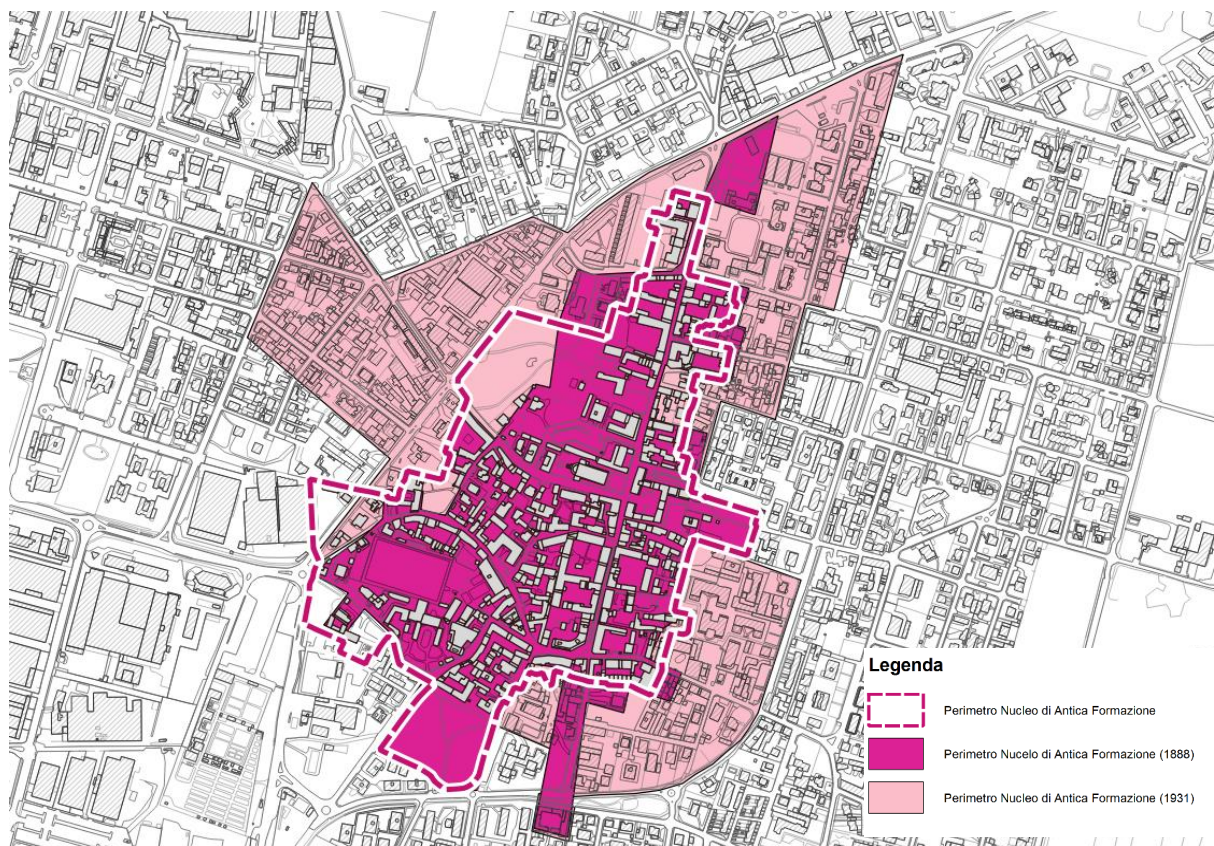 Legenda
Perimetro Nucleo di Antica Formazione
Perimetro Nucelo di Antica Formazione (1888)
Perimetro Nucleo di Antica Formazione (1931)